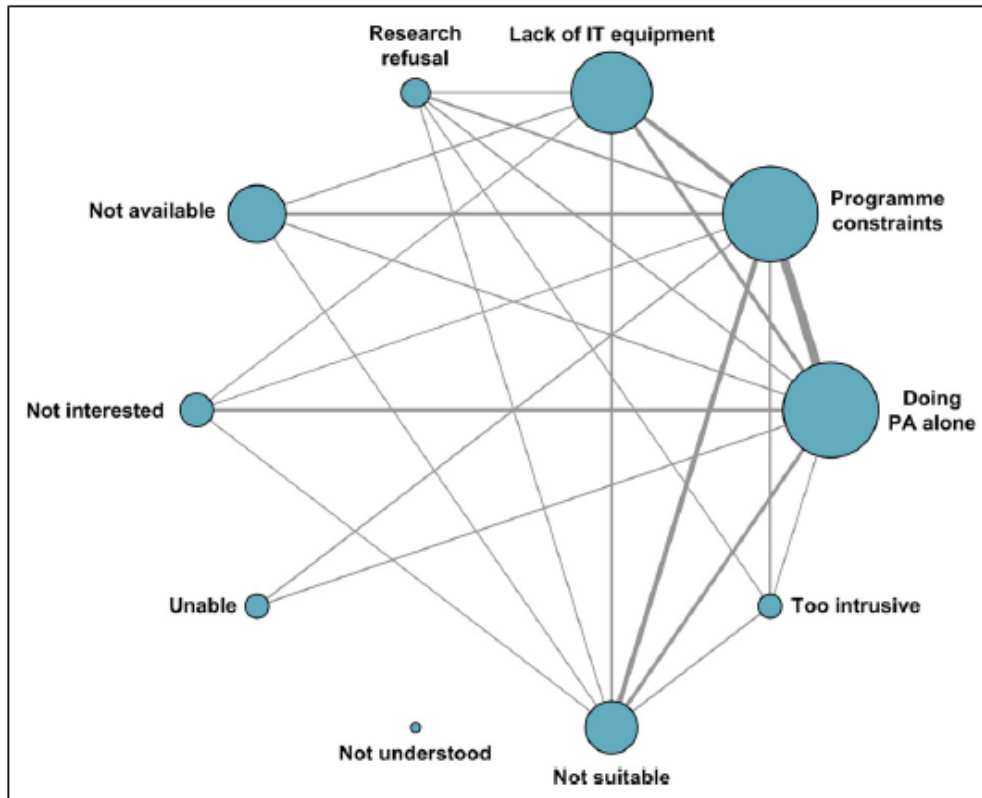 Research
refusal
Lack of IT equipment
Programme
constraints
Not available
Doing
PA alone
Not interested
Unable
Too intrusive
Not understood
Not suitable